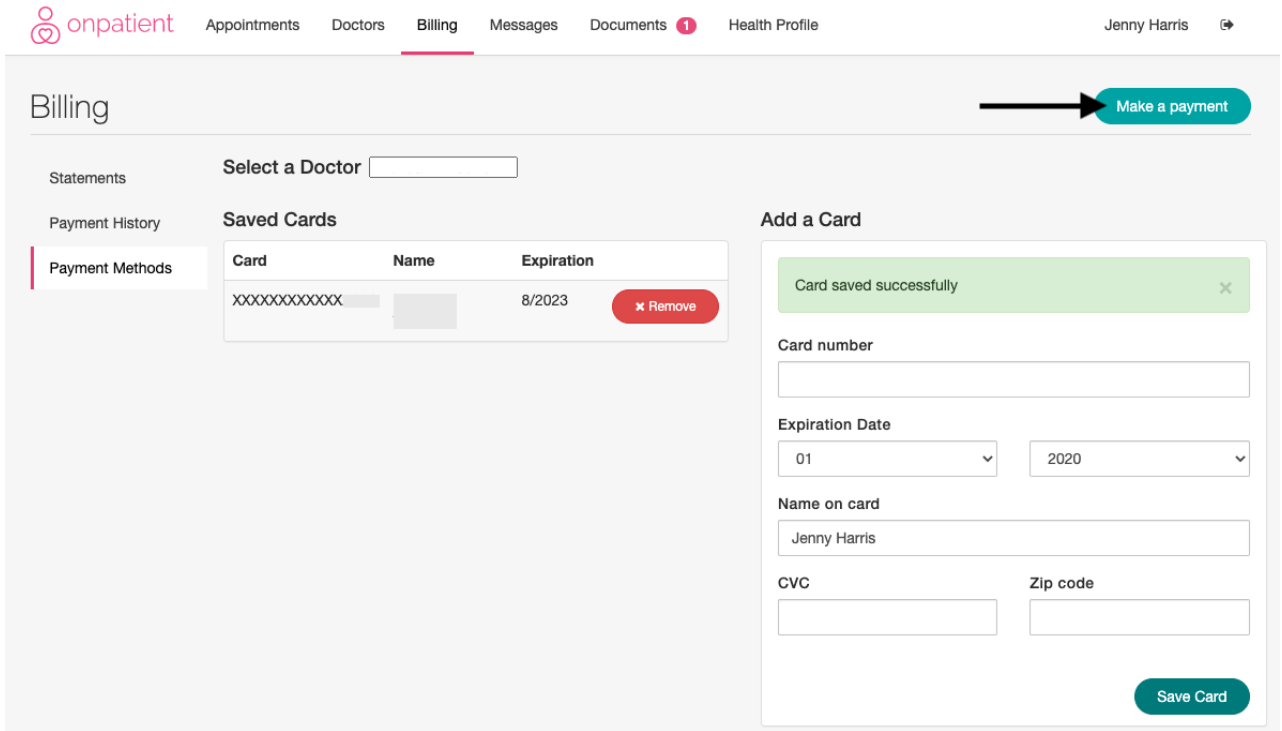 onpatient Appointments Doctors Billing Messages Documents 1 Health Profile Jenny Harris
Billing
Make a payment
Statements
Payment History
Payment Methods
Select a Doctor
Saved Cards
Card Name Expiration
XXXXXXXXXXXX 8/2023 × Remove
Add a Card
Card saved successfully ×
Card number
Expiration Date
01 2020
Name on card
Jenny Harris
CVC Zip code
Save Card